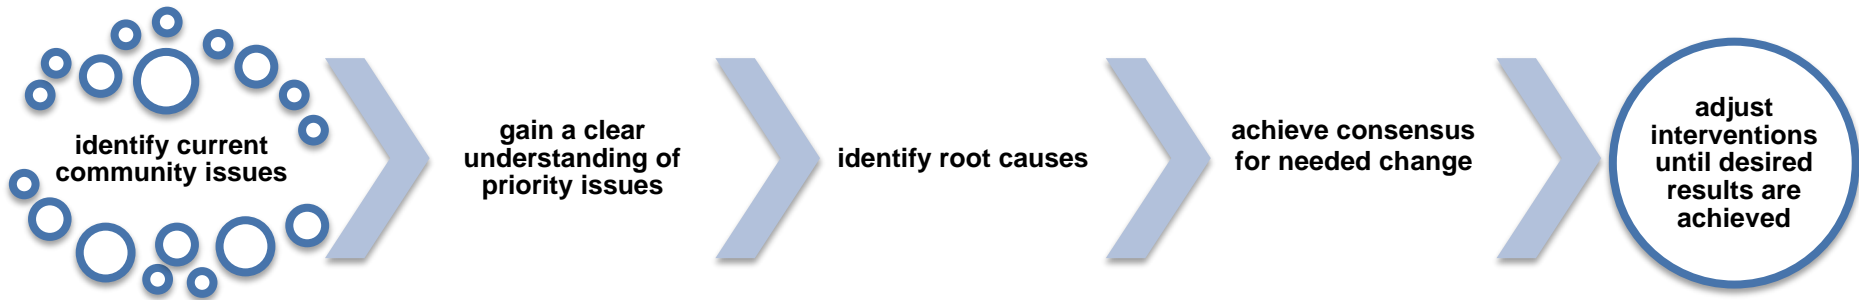 identify current
community issues
gain a clear
understanding of
priority issues
identify root causes
achieve consensus
for needed change
adjust
interventions
until desired
results are
achieved